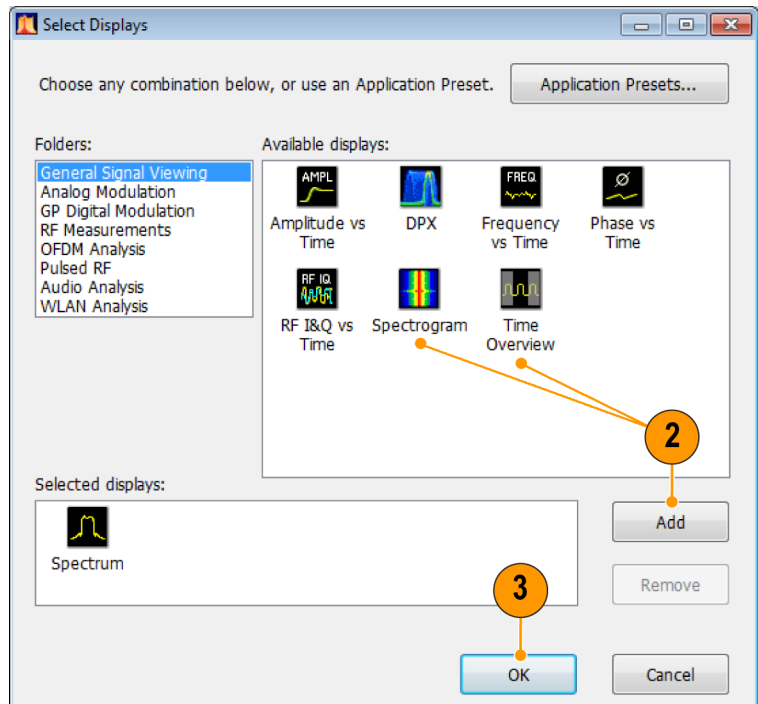 Select Displays
Choose any combination below, or use an Application Preset.
Application Presets...
Folders:
Available displays:
General Signal Viewing
Analog Modulation
GP Digital Modulation
RF Measurements
OFDM Analysis
Pulsed RF
Audio Analysis
WLAN Analysis
AMPL
Amplitude vs
Time
DPX
FREQ
Frequency
vs Time
Ø
Phase vs
Time
RF IQ
RF I&Q vs
Time
Spectrogram
Time
Overview
2
Selected displays:
Spectrum
Add
Remove
3
OK
Cancel